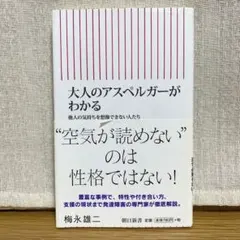 大人のアスペルガーが
わかる
他人の気持ちを想像できない人たち
“空気が読めない”
のは
性格ではない!
豊富な事例で、特性や付き合い方、
支援の現状まで発達障害の専門家が徹底解説。
梅永雄二
朝日新書